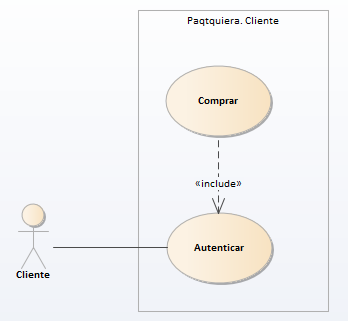 Paqtquiera. Cliente
Comprar
«include»
Autenticar
Cliente